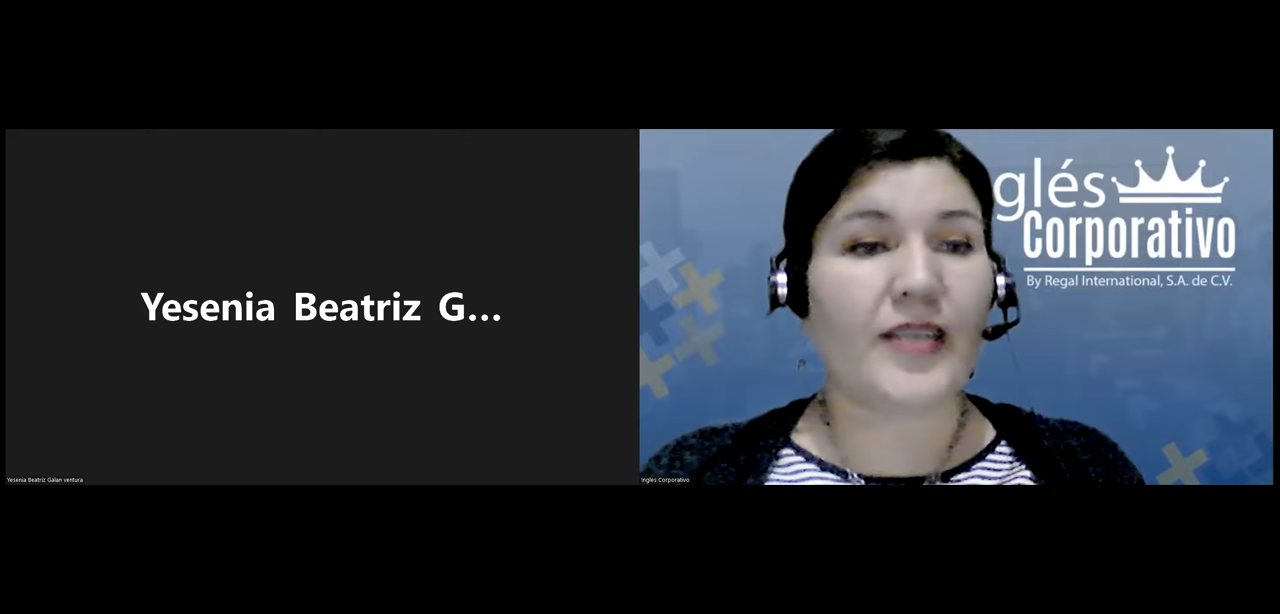 Yesenia Beatriz G...
Yesenia Beatriz Galan ventura
glés
Corporativo
By Regal International, S.A. de C.V.
Ingles Corporativo